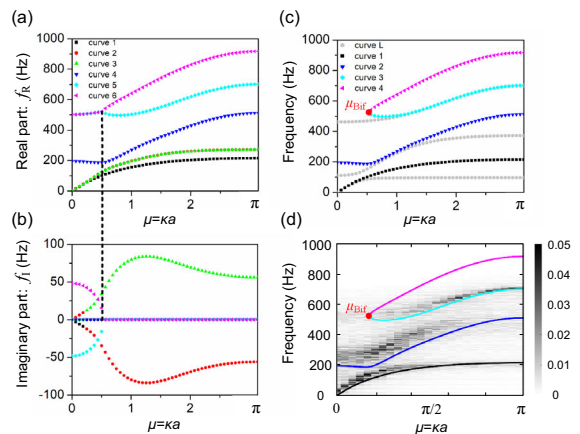 (a)
1000
800
600
400
200
0
Real part: fR (Hz)
curve 1
curve 2
curve 3
curve 4
curve 5
curve 6
0
1
2
π
μ=κa
(c)
1000
800
600
400
200
0
Frequency (Hz)
curve L
curve 1
curve 2
curve 3
curve 4
μBif
0
1
2
π
μ=κa
(b)
100
50
0
-50
-100
Imaginary part: fI (Hz)
0
1
2
π
μ=κa
(d)
1000
800
600
400
200
0
Frequency (Hz)
μBif
0
π/2
π
μ=κa
0.05
0.04
0.03
0.02
0.01
0